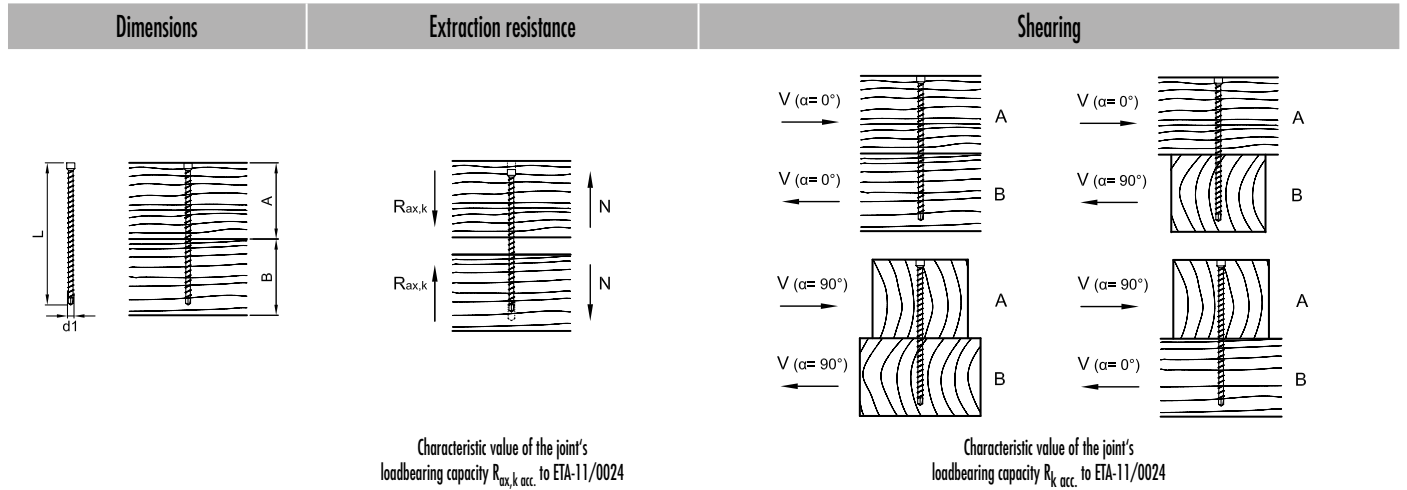 Dimensions
Extraction resistance
Shearing
L
d1
A
B
Rax,k
N
Rax,k
N
V (α= 0°)
A
V (α= 0°)
B
V (α= 0°)
A
V (α= 90°)
B
V (α= 90°)
A
V (α= 90°)
B
V (α= 90°)
A
V (α= 0°)
B
Characteristic value of the joint‘s
loadbearing capacity Rax,k acc. to ETA-11/0024
Characteristic value of the joint‘s
loadbearing capacity Rk acc. to ETA-11/0024